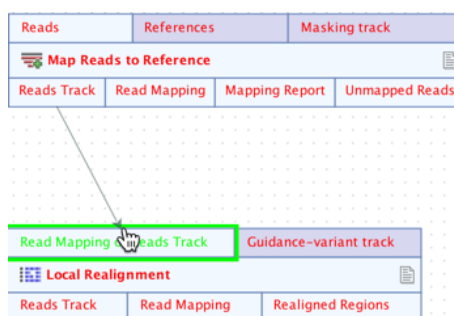 Reads References Masking track
Map Reads to Reference
Reads Track Read Mapping Mapping Report Unmapped Reads
Read Mapping Reads Track Guidance-variant track
Local Realignment
Reads Track Read Mapping Realigned Regions